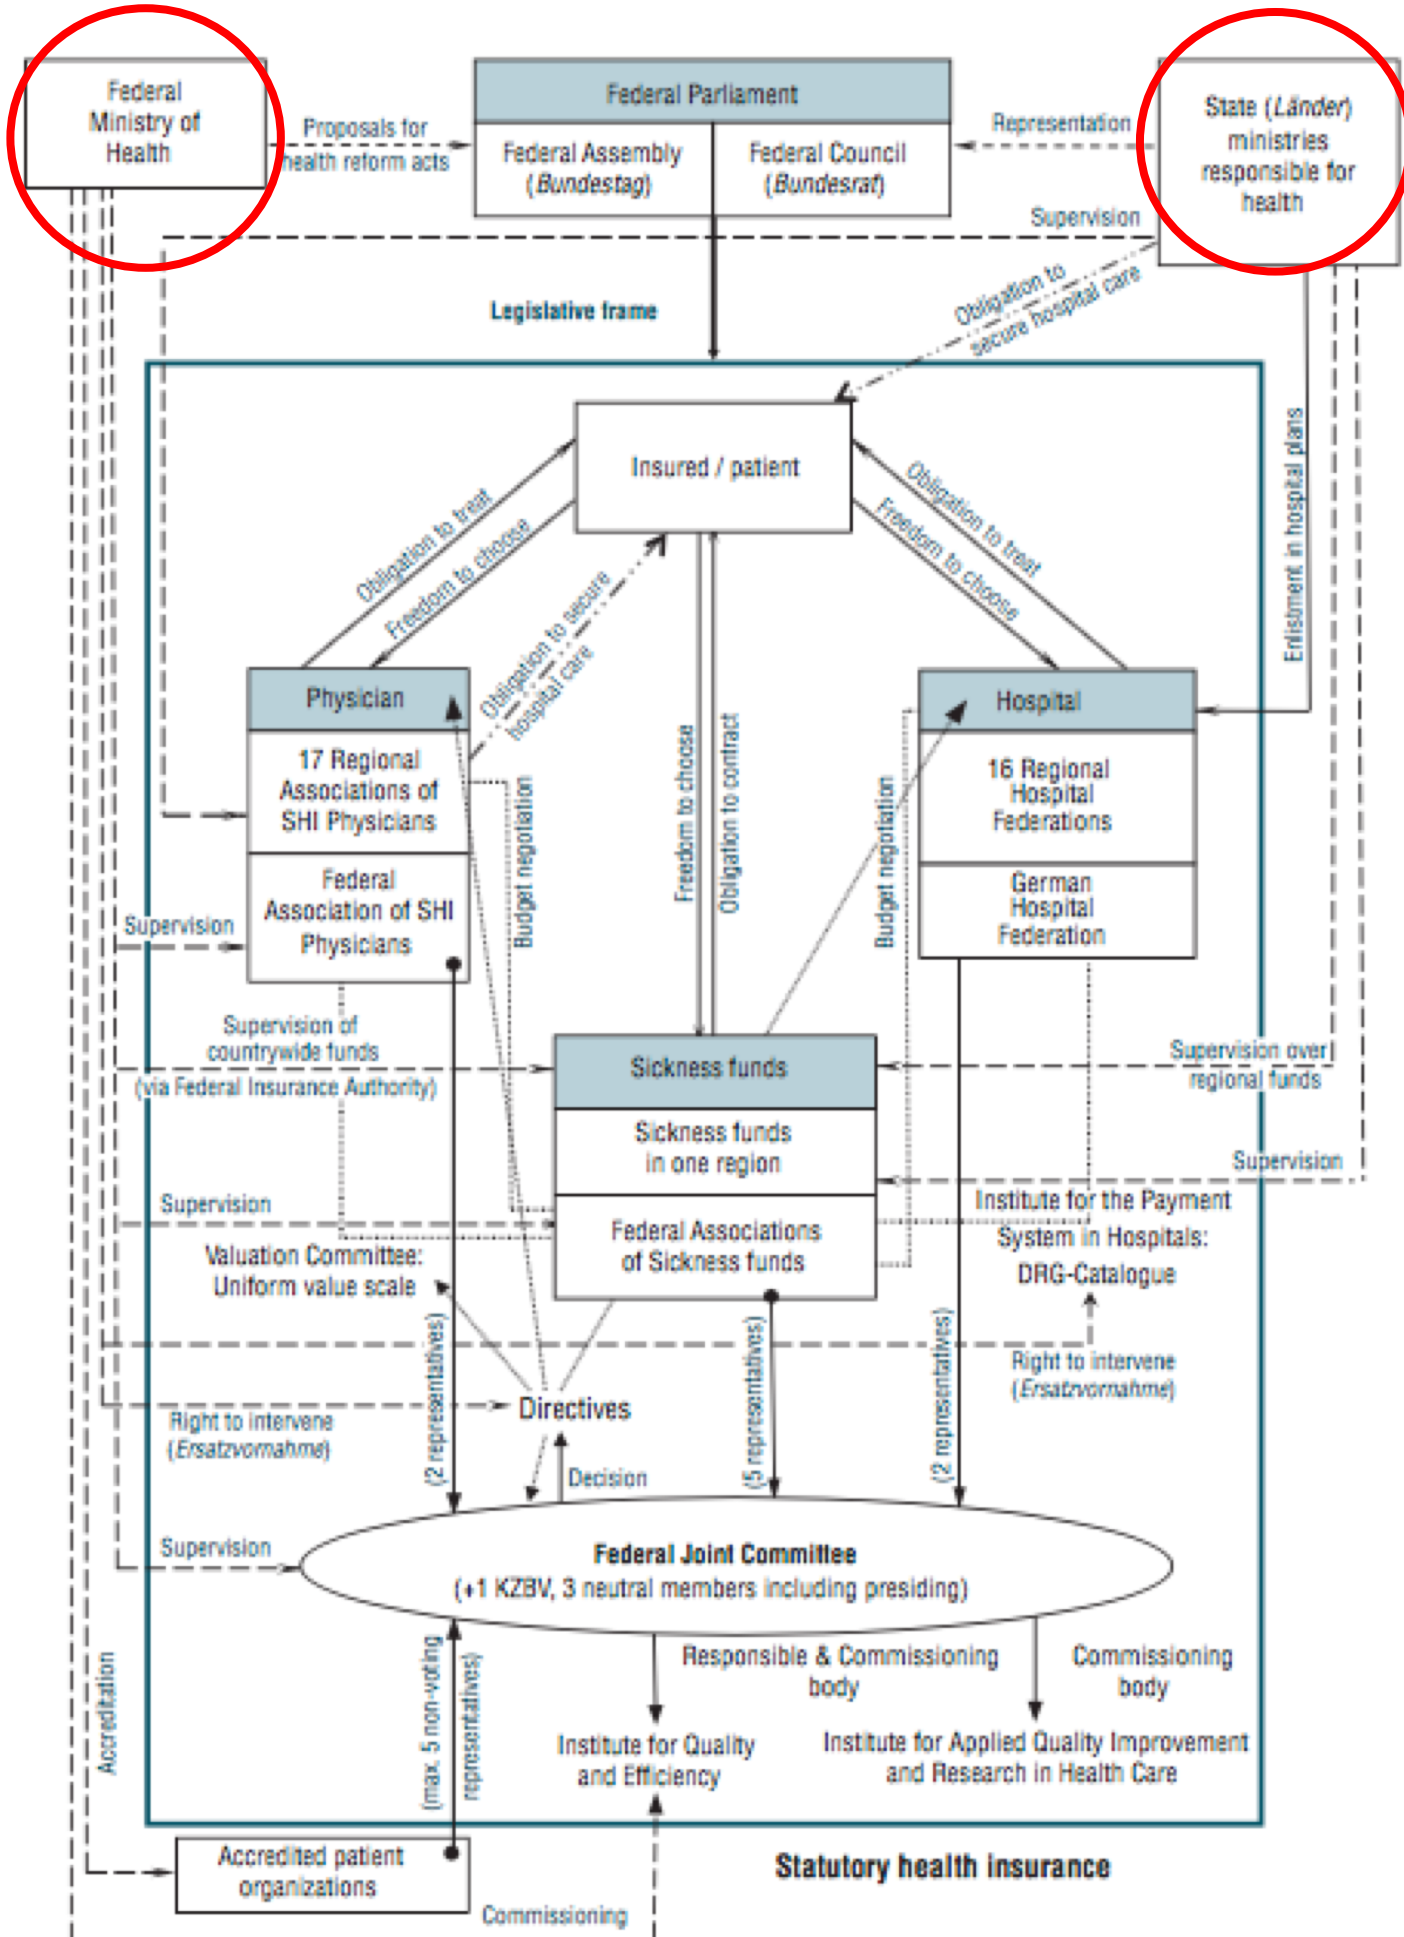 Federal
Ministry of
Health
Proposals for
health reform acts
Federal Parliament
Federal Assembly
(Bundestag)
Federal Council
(Bundesrat)
Representation
State (Länder)
ministries
responsible for
health
Supervision
Obligation to
secure hospital care
Legislative frame
Enlistment in hospital plans
Insured / patient
Obligation to treat
Freedom to choose
Obligation to secure
hospital care
Freedom to choose
Obligation to contract
Obligation to treat
Freedom to choose
Physician
17 Regional
Associations of
SHI Physicians
Federal
Association of SHI
Physicians
Budget negotiation
Budget negotiation
Hospital
16 Regional
Hospital
Federations
German
Hospital
Federation
Supervision
Supervision of
countrywide funds
(via Federal Insurance Authority)
Sickness funds
Sickness funds
in one region
Federal Associations
of Sickness funds
Supervision over
regional funds
Supervision
Supervision
Valuation Committee:
Uniform value scale
Institute for the Payment
System in Hospitals:
DRG-Catalogue
Right to intervene
(Ersatzvornahme)
Right to intervene
(Ersatzvornahme)
Directives
Decision
(2 representatives)
(5 representatives)
(2 representatives)
Supervision
Federal Joint Committee
(+1 KZBV, 3 neutral members including presiding)
Accreditation
(max. 5 non-voting
representatives)
Responsible & Commissioning
body
Commissioning
body
Institute for Quality
and Efficiency
Institute for Applied Quality Improvement
and Research in Health Care
Accredited patient
organizations
Statutory health insurance
Commissioning